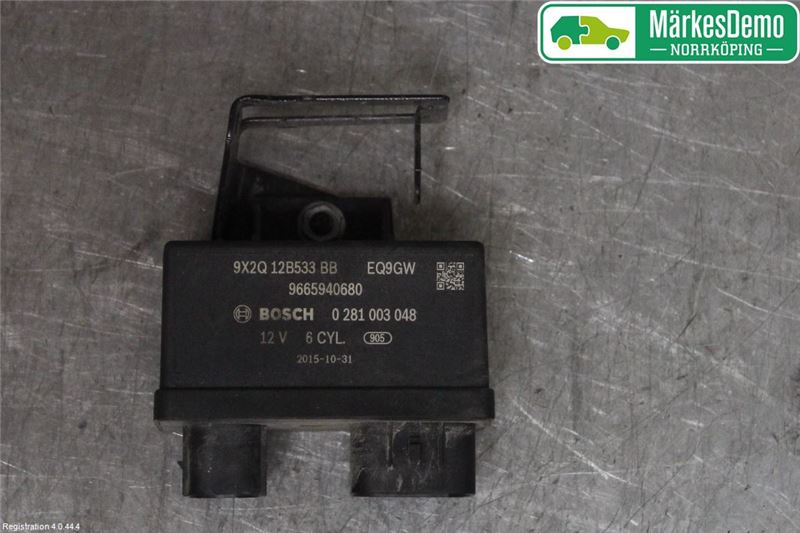 MärkesDemo
NORRKÖPING
9X2Q 12B533 BB EQ9GW
9665940680
BOSCH 0 281 003 048
12 V 6 CYL. 905
2015-10-31
Registration 4.0.44.4